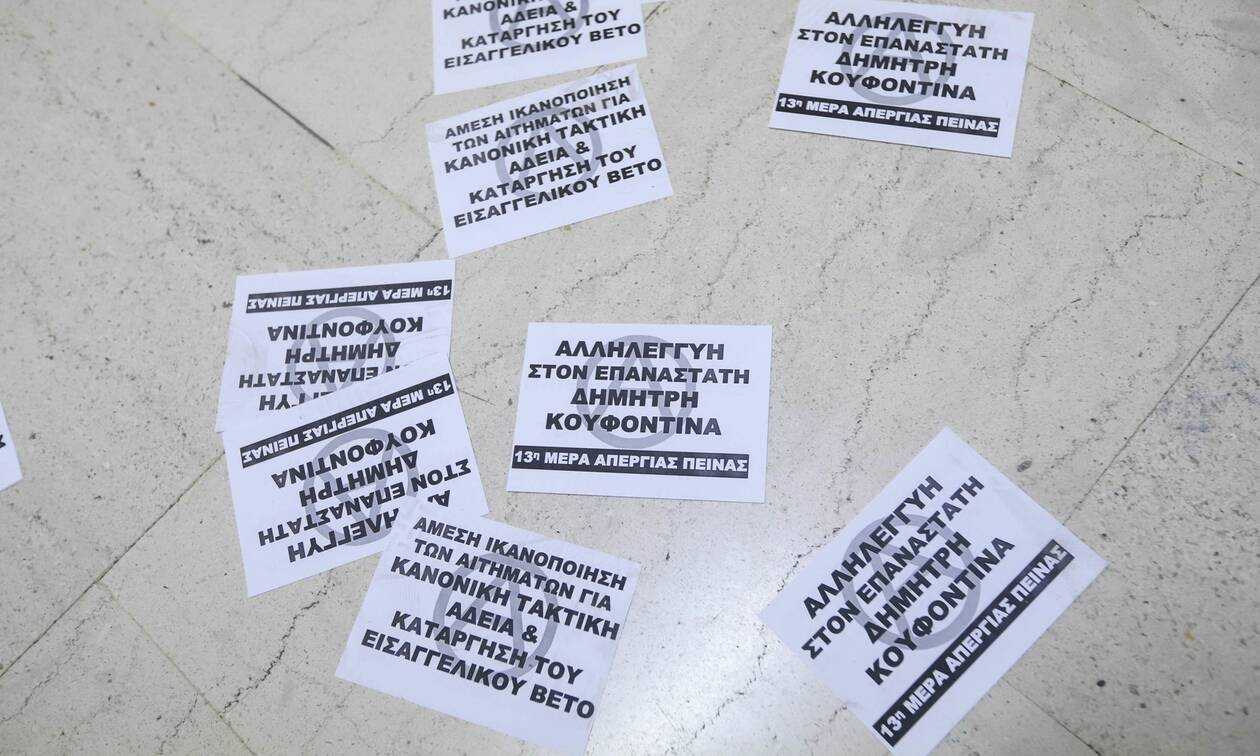 ΚΑΝΟΝΙΚΗ ΤΑΚΤΙΚΗ
ΑΔΕΙΑ &
ΚΑΤΑΡΓΗΣΗ ΤΟΥ
ΕΙΣΑΓΓΕΛΙΚΟΥ ΒΕΤΟ
ΑΛΛΗΛΕΓΓΥΗ
ΣΤΟΝ ΕΠΑΝΑΣΤΑΤΗ
ΔΗΜΗΤΡΗ
ΚΟΥΦΟΝΤΙΝΑ
13η ΜΕΡΑ ΑΠΕΡΓΙΑΣ ΠΕΙΝΑΣ
ΑΜΕΣΗ ΙΚΑΝΟΠΟΙΗΣΗ
ΤΩΝ ΑΙΤΗΜΑΤΩΝ ΓΙΑ
ΚΑΝΟΝΙΚΗ ΤΑΚΤΙΚΗ
ΑΔΕΙΑ &
ΚΑΤΑΡΓΗΣΗ ΤΟΥ
ΕΙΣΑΓΓΕΛΙΚΟΥ ΒΕΤΟ
ΕΠΑΝΑΣΤΑΤΗ
ΔΗΜΗΤΡΗ
ΚΟΥΦΟΝΤΙΝΑ
13η ΜΕΡΑ ΑΠΕΡΓΙΑΣ ΠΕΙΝΑΣ
ΑΛΛΗΛΕΓΓΥΗ
ΣΤΟΝ ΕΠΑΝΑΣΤΑΤΗ
ΔΗΜΗΤΡΗ
ΚΟΥΦΟΝΤΙΝΑ
13η ΜΕΡΑ ΑΠΕΡΓΙΑΣ ΠΕΙΝΑΣ
ΣΤΟΝ ΕΠΑΝΑΣΤΑΤΗ
ΔΗΜΗΤΡΗ
ΚΟΥΦΟΝΤΙΝΑ
13η ΜΕΡΑ ΑΠΕΡΓΙΑΣ ΠΕΙΝΑΣ
ΑΜΕΣΗ ΙΚΑΝΟΠΟΙΗΣΗ
ΤΩΝ ΑΙΤΗΜΑΤΩΝ ΓΙΑ
ΚΑΝΟΝΙΚΗ ΤΑΚΤΙΚΗ
ΑΔΕΙΑ &
ΚΑΤΑΡΓΗΣΗ ΤΟΥ
ΕΙΣΑΓΓΕΛΙΚΟΥ ΒΕΤΟ
ΑΛΛΗΛΕΓΓΥΗ
ΣΤΟΝ ΕΠΑΝΑΣΤΑΤΗ
ΔΗΜΗΤΡΗ
ΚΟΥΦΟΝΤΙΝΑ
13η ΜΕΡΑ ΑΠΕΡΓΙΑΣ ΠΕΙΝΑΣ